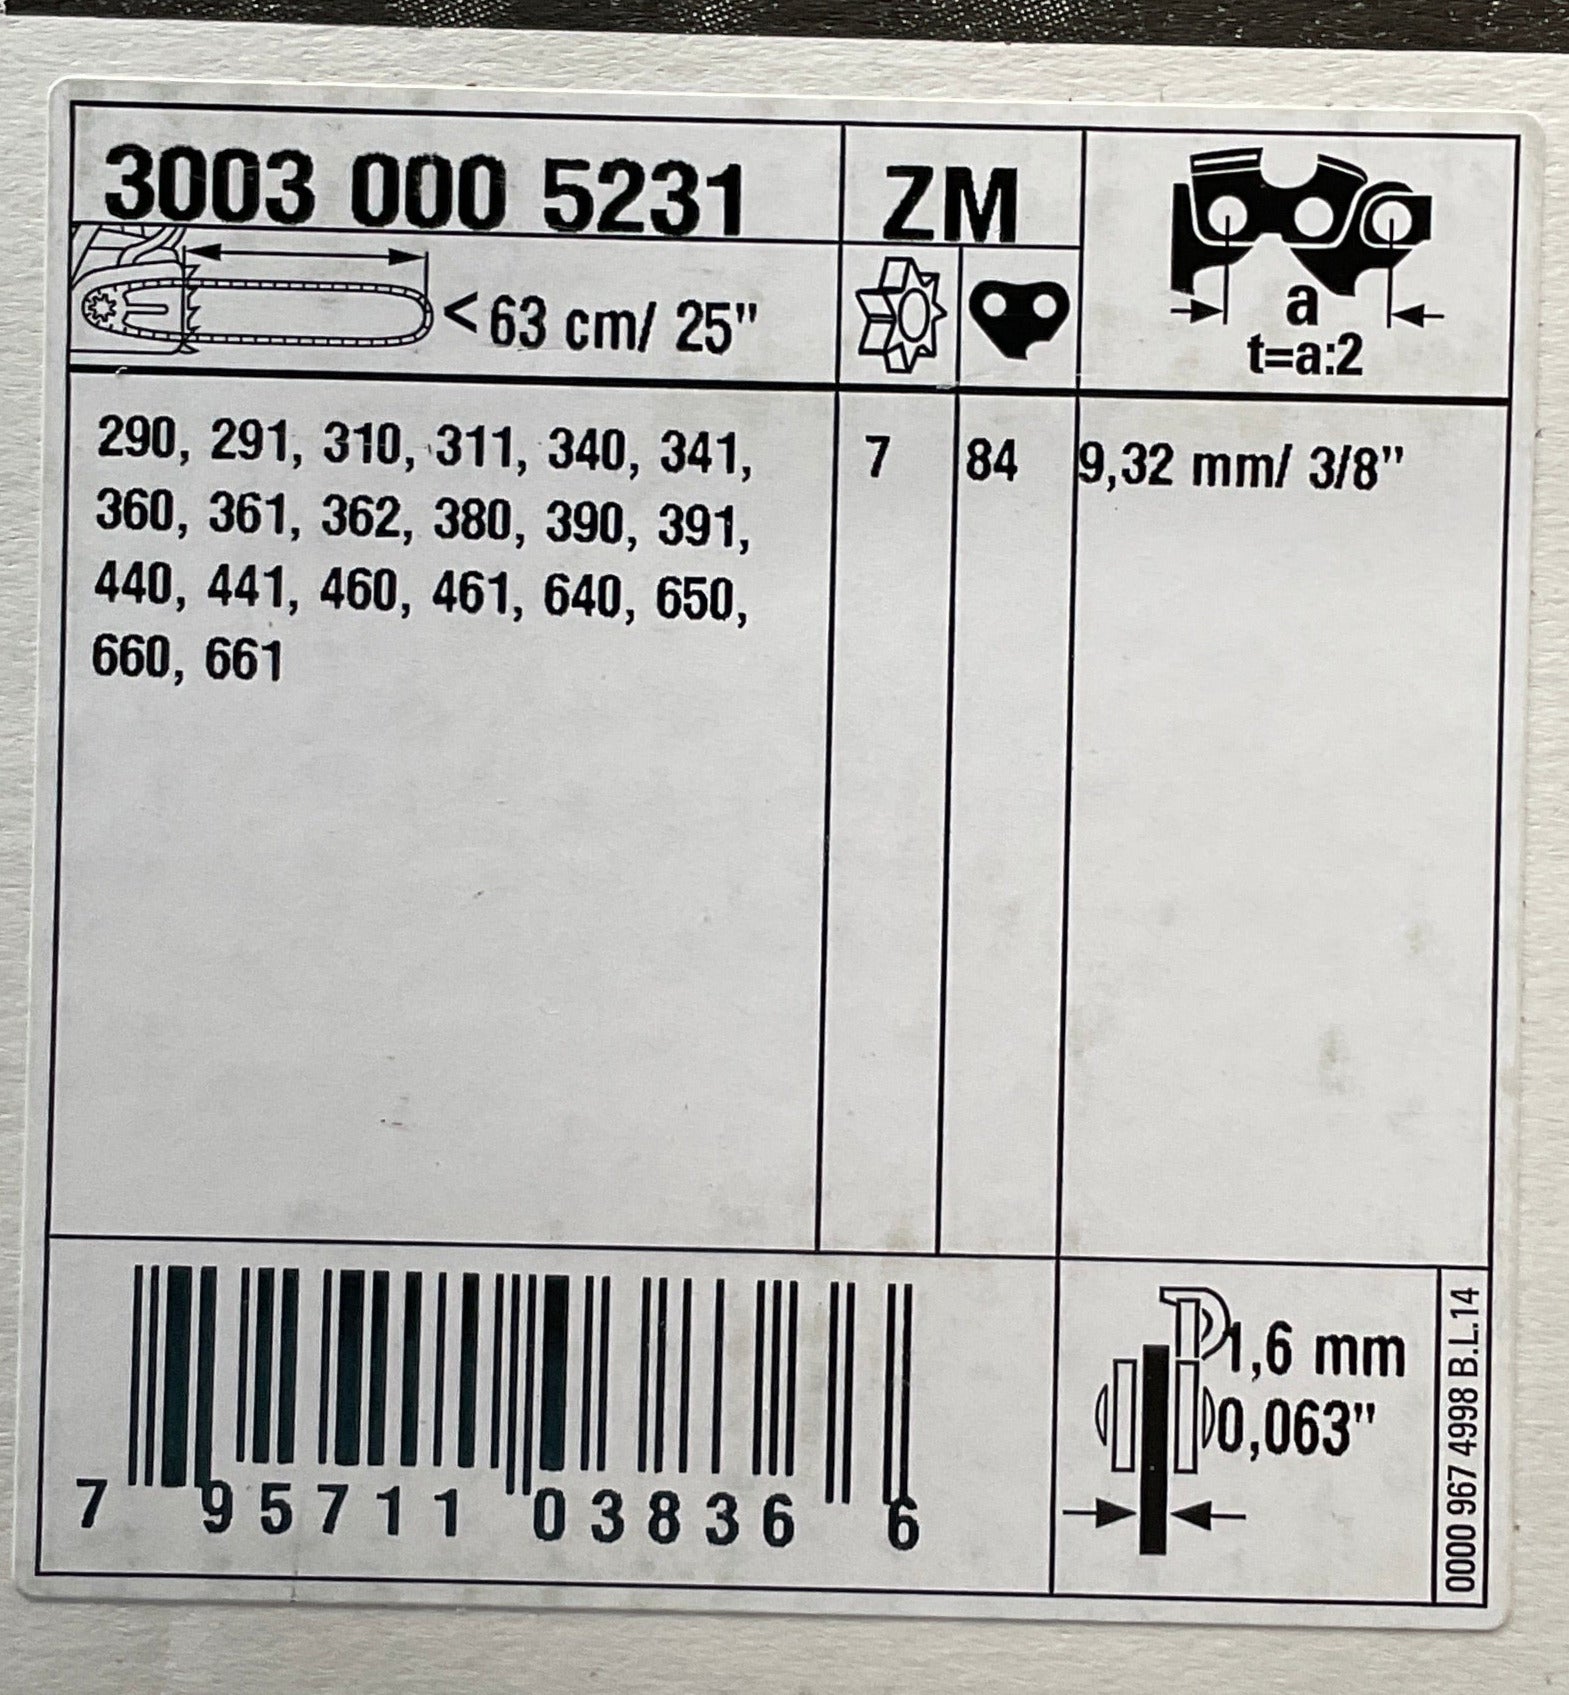 3003 000 5231
ZM
<63 cm/ 25"
a
t=a:2
290, 291, 310, 311, 340, 341,
360, 361, 362, 380, 390, 391,
440, 441, 460, 461, 640, 650,
660, 661
7
84
9,32 mm/ 3/8"
7 95711 03836 6
1,6 mm
0,063"
0000 967 4998 B.L.14